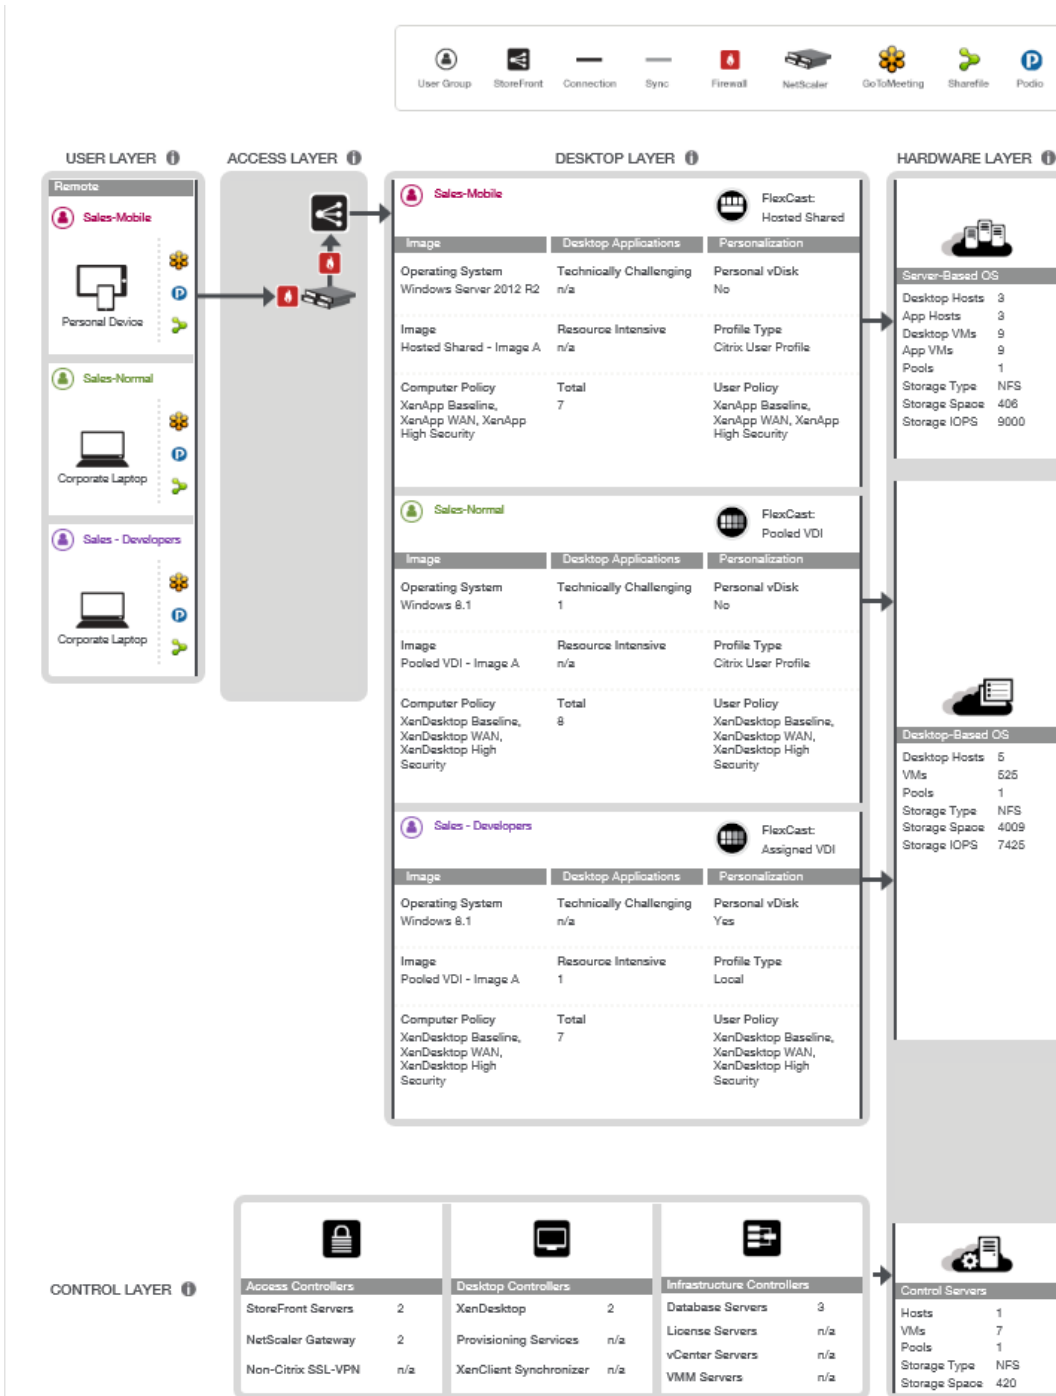 User Group
StoreFront
Connection
Sync
Firewall
NetScaler
GoToMeeting
Sharefile
Podio
USER LAYER
ACCESS LAYER
DESKTOP LAYER
HARDWARE LAYER
Remote
Sales-Mobile
Personal Device
Sales-Normal
Corporate Laptop
Sales - Developers
Corporate Laptop
Sales-Mobile
FlexCast:
Hosted Shared
Image
Desktop Applications
Personalization
Operating System
Windows Server 2012 R2
Technically Challenging
n/a
Personal vDisk
No
Image
Hosted Shared - Image A
Resource Intensive
n/a
Profile Type
Citrix User Profile
Computer Policy
XenApp Baseline,
XenApp WAN, XenApp
High Security
Total
7
User Policy
XenApp Baseline,
XenApp WAN, XenApp
High Security
Sales-Normal
FlexCast:
Pooled VDI
Image
Desktop Applications
Personalization
Operating System
Windows 8.1
Technically Challenging
1
Personal vDisk
No
Image
Pooled VDI - Image A
Resource Intensive
n/a
Profile Type
Citrix User Profile
Computer Policy
XenDesktop Baseline,
XenDesktop WAN,
XenDesktop High
Security
Total
8
User Policy
XenDesktop Baseline,
XenDesktop WAN,
XenDesktop High
Security
Sales - Developers
FlexCast:
Assigned VDI
Image
Desktop Applications
Personalization
Operating System
Windows 8.1
Technically Challenging
n/a
Personal vDisk
Yes
Image
Pooled VDI - Image A
Resource Intensive
1
Profile Type
Local
Computer Policy
XenDesktop Baseline,
XenDesktop WAN,
XenDesktop High
Security
Total
7
User Policy
XenDesktop Baseline,
XenDesktop WAN,
XenDesktop High
Security
Server-Based OS
Desktop Hosts 3
App Hosts 3
Desktop VMs 9
App VMs 9
Pools 1
Storage Type NFS
Storage Space 406
Storage IOPS 9000
Desktop-Based OS
Desktop Hosts 5
VMs 525
Pools 1
Storage Type NFS
Storage Space 4009
Storage IOPS 7425
CONTROL LAYER
Access Controllers
StoreFront Servers 2
NetScaler Gateway 2
Non-Citrix SSL-VPN n/a
Desktop Controllers
XenDesktop 2
Provisioning Services n/a
XenClient Synchronizer n/a
Infrastructure Controllers
Database Servers 3
License Servers n/a
vCenter Servers n/a
VMM Servers n/a
Control Servers
Hosts 1
VMs 7
Pools 1
Storage Type NFS
Storage Space 420